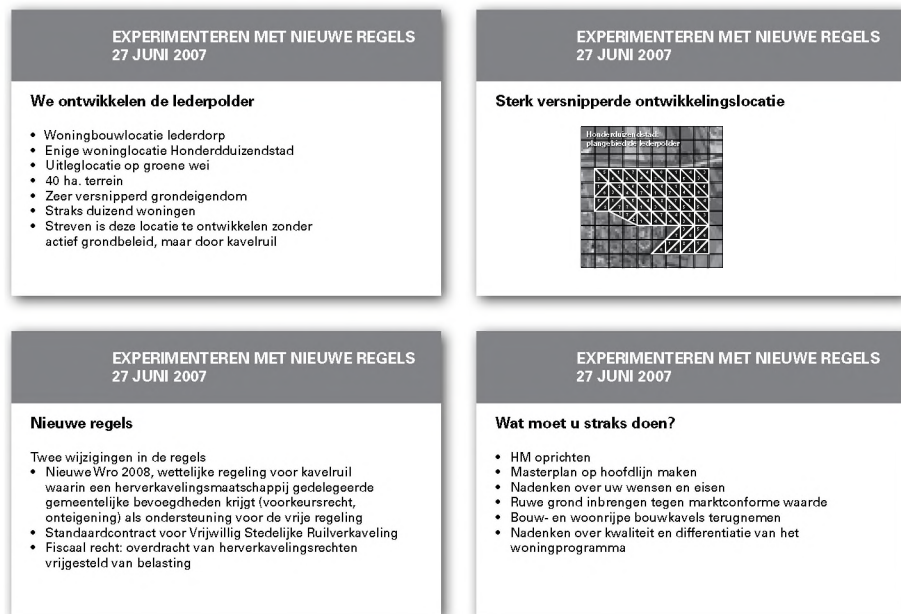 EXPERIMENTEREN MET NIEUWE REGELS
27 JUNI 2007
We ontwikkelen de Iederpolder
• Woningbouwlocatie Iederdorp
• Enige woninglocatie Honderdduizendstad
• Uitleglocatie op groene wei
• 40 ha. terrein
• Zeer versnipperd grondeigendom
• Straks duizend woningen
• Streven is deze locatie te ontwikkelen zonder
actief grondbeleid, maar door kavelruil
EXPERIMENTEREN MET NIEUWE REGELS
27 JUNI 2007
Sterk versnipperde ontwikkelingslocatie
Honderduizendstad:
plangebied de Iederpolder
EXPERIMENTEREN MET NIEUWE REGELS
27 JUNI 2007
Nieuwe regels
Twee wijzigingen in de regels
• Nieuwe Wro 2008, wettelijke regeling voor kavelruil
waarin een herverkavelingsmaatschappij gedelegeerde
gemeentelijke bevoegdheden krijgt (voorkeursrecht,
onteigening) als ondersteuning voor de vrije regeling
• Standaardcontract voor Vrijwillig Stedelijke Ruilverkaveling
• Fiscaal recht: overdracht van herverkavelingsrechten
vrijgesteld van belasting
EXPERIMENTEREN MET NIEUWE REGELS
27 JUNI 2007
Wat moet u straks doen?
• HM oprichten
• Masterplan op hoofdlijn maken
• Nadenken over uw wensen en eisen
• Ruwe grond inbrengen tegen marktconforme waarde
• Bouw- en woonrijpe bouwkavels terugnemen
• Nadenken over kwaliteit en differentiatie van het
woningprogramma